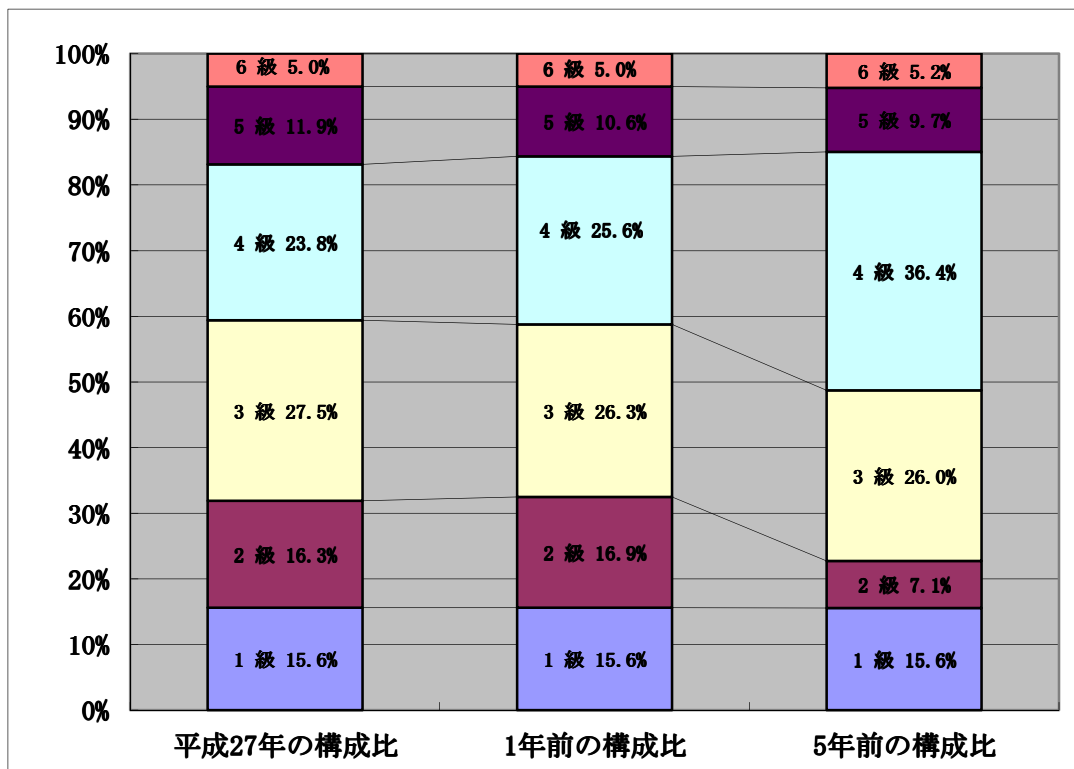 100%
90%
80%
70%
60%
50%
40%
30%
20%
10%
0%
6 級 5.0%
5 級 11.9%
4 級 23.8%
3 級 27.5%
2 級 16.3%
1 級 15.6%
6 級 5.0%
5 級 10.6%
4 級 25.6%
3 級 26.3%
2 級 16.9%
1 級 15.6%
6 級 5.2%
5 級 9.7%
4 級 36.4%
3 級 26.0%
2 級 7.1%
1 級 15.6%
平成27年の構成比
1年前の構成比
5年前の構成比